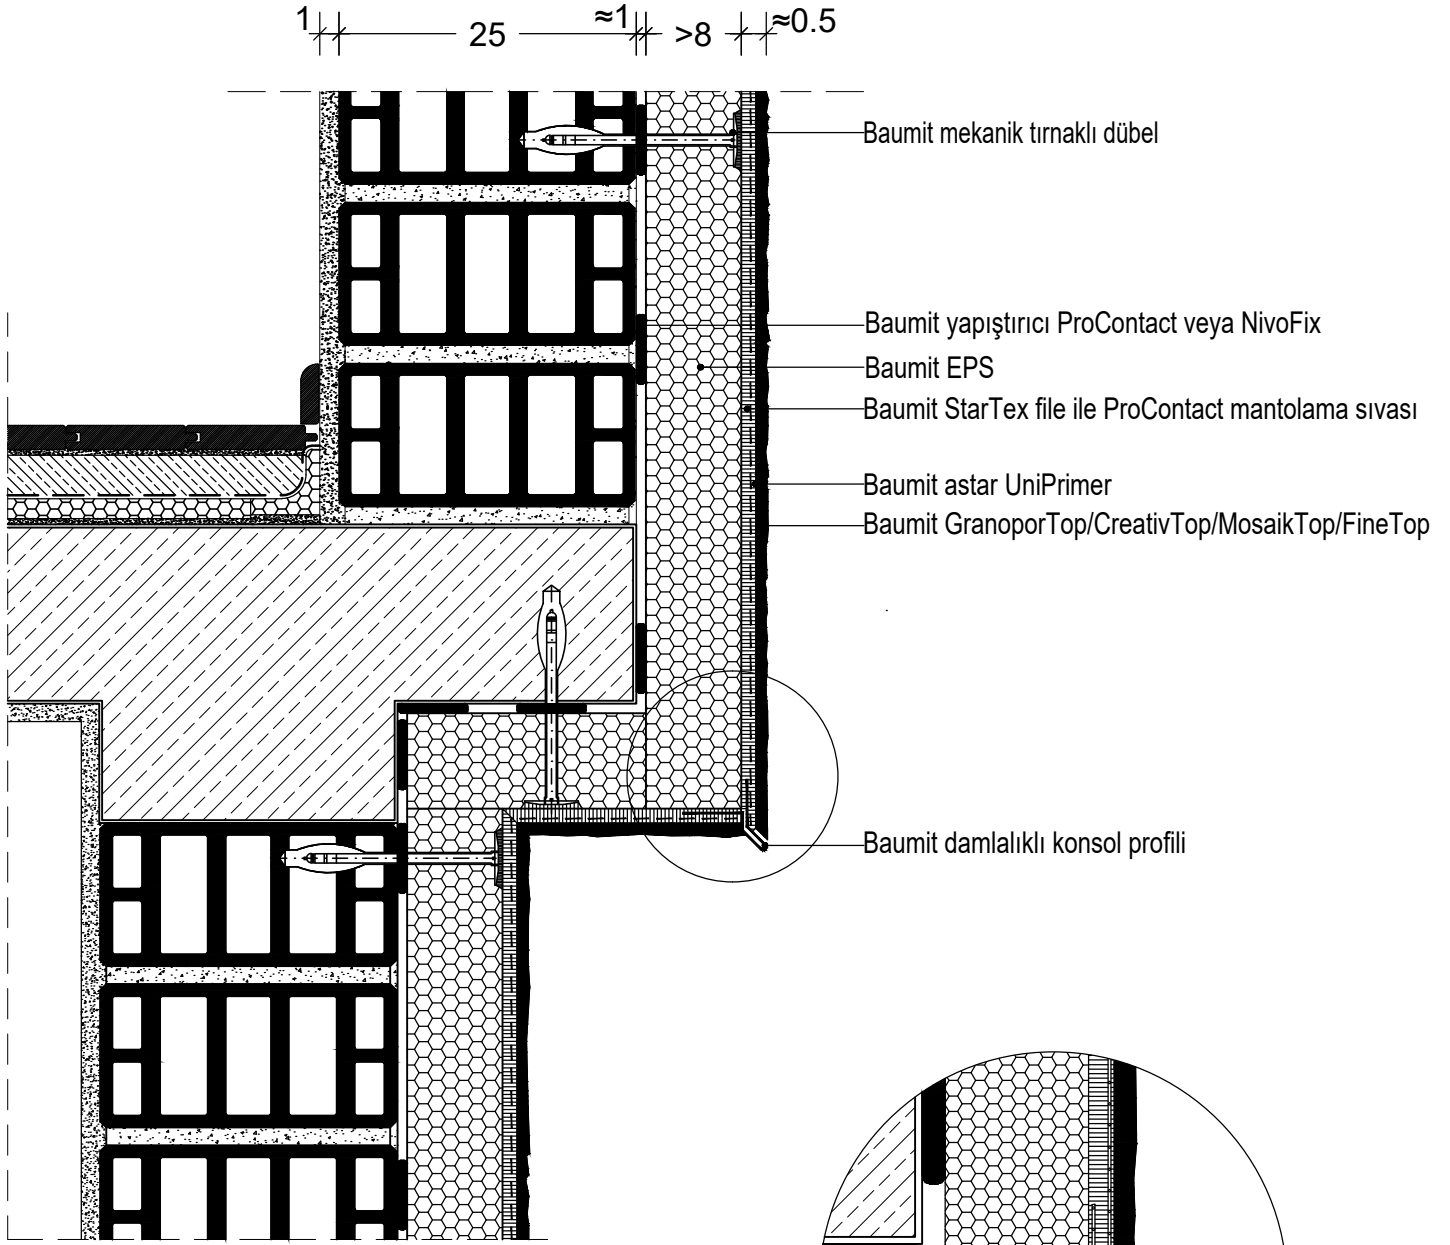 1 25 ≈1 >8 ≈0.5
Baumit mekanik tırnaklı dübel
Baumit yapıştırıcı ProContact veya NivoFix
Baumit EPS
Baumit StarTex file ile ProContact mantolama sıvası
Baumit astar UniPrimer
Baumit GranoporTop/CreativTop/MosaikTop/FineTop
Baumit damlalıklı konsol profili